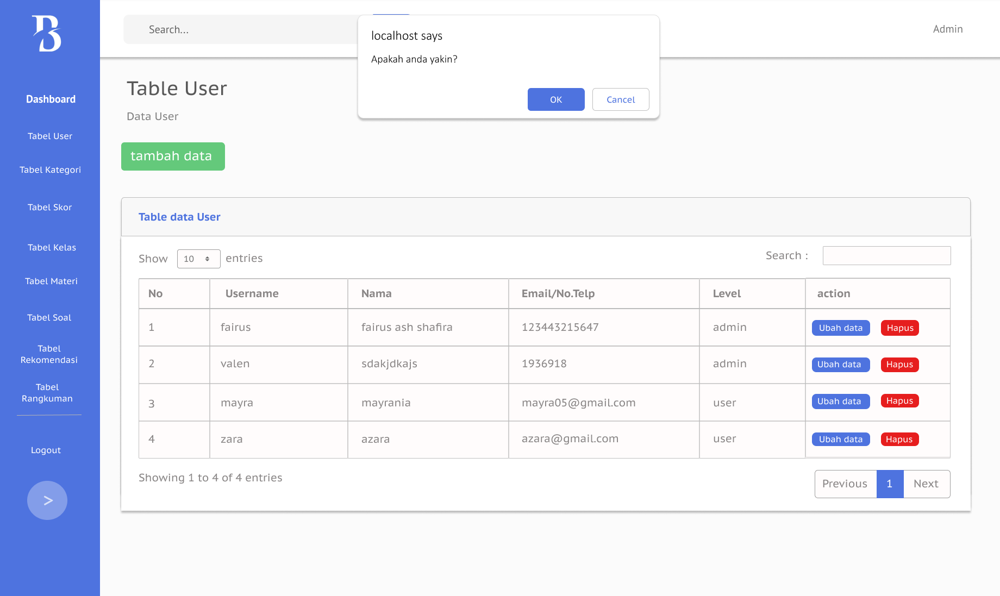 B
Search...
localhost says
Apakah anda yakin?
OK
Cancel
Admin
Dashboard
Tabel User
Tabel Kategori
Tabel Skor
Tabel Kelas
Tabel Materi
Tabel Soal
Tabel
Rekomendasi
Tabel
Rangkuman
Logout
>
Table User
Data User
tambah data
Table data User
Show 10 entries
Search :
No Username Nama Email/No.Telp Level action
1 fairus fairus ash shafira 123443215647 admin Ubah data Hapus
2 valen sdakjdkajs 1936918 admin Ubah data Hapus
3 mayra mayrania mayra05@gmail.com user Ubah data Hapus
4 zara azara azara@gmail.com user Ubah data Hapus
Showing 1 to 4 of 4 entries
Previous 1 Next